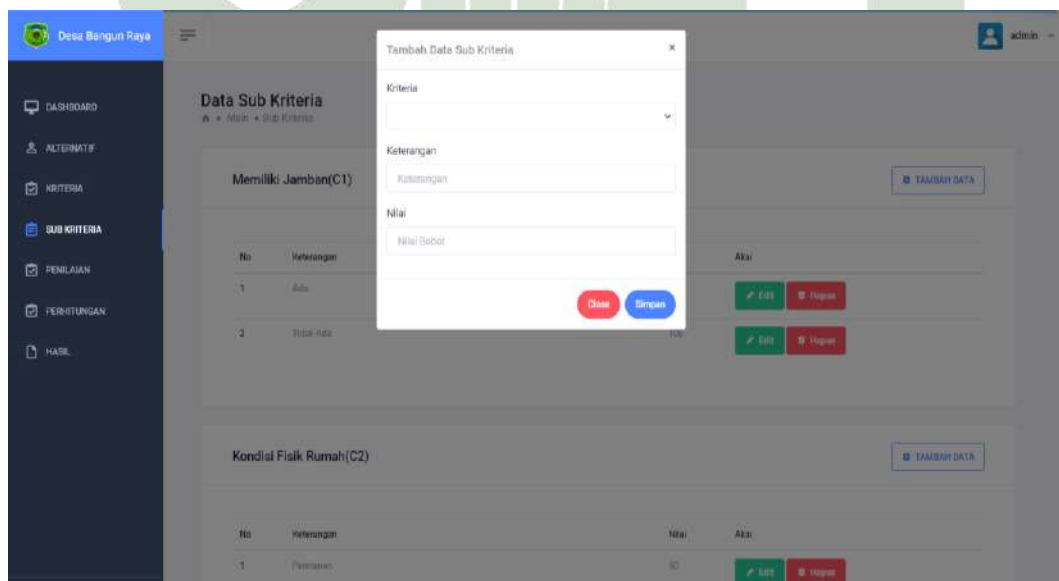 Desa Bangun Raya
admin
DASHBOARD
ALTERNATIF
KRITERIA
SUB KRITERIA
PENILAIAN
PERHITUNGAN
HASIL
Data Sub Kriteria
Main • Sub Kriteria
Tambah Data Sub Kriteria ×
Kriteria
Keterangan
Keterangan
Nilai
Nilai Bobot
Close Simpan
Memiliki Jamban(C1) TAMBAH DATA
No Keterangan Aksi
1 Ada Edit Hapus
2 Tidak Ada 100 Edit Hapus
Kondisi Fisik Rumah(C2) TAMBAH DATA
No Keterangan Nilai Aksi
1 Edit Hapus